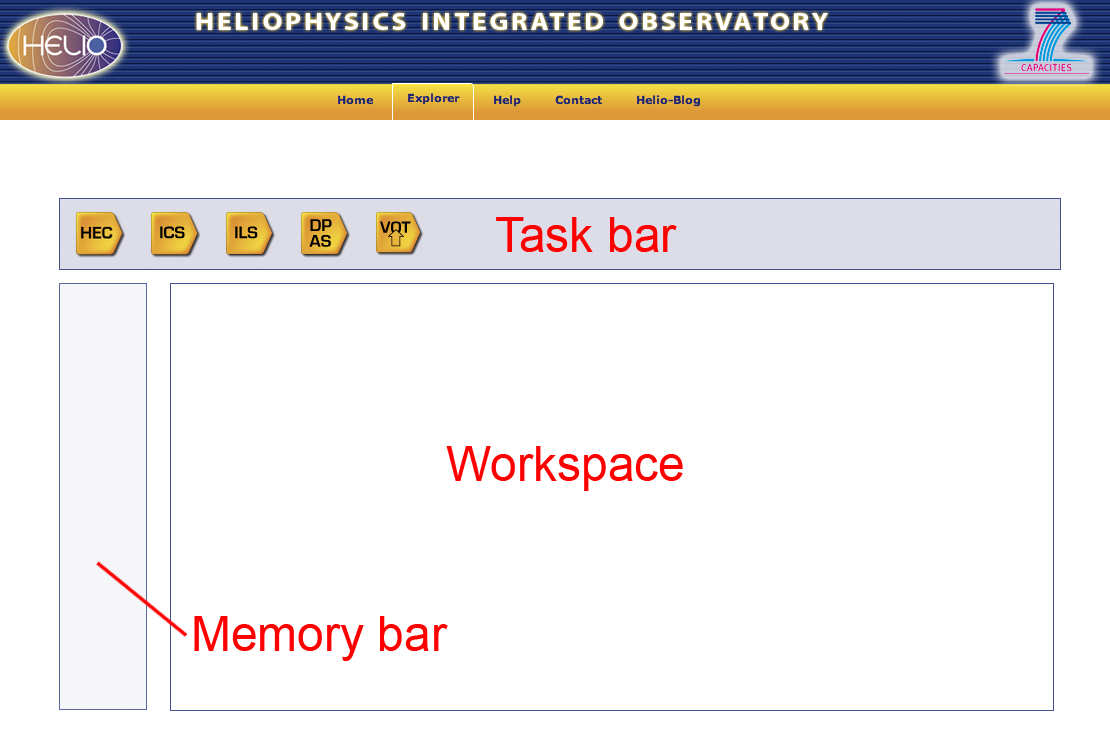 HELIOPHYSICS INTEGRATED OBSERVATORY
HELIO
7
CAPACITIES
Home Explorer Help Contact Helio-Blog
HEC ICS ILS DP AS VOT Task bar
Workspace
Memory bar